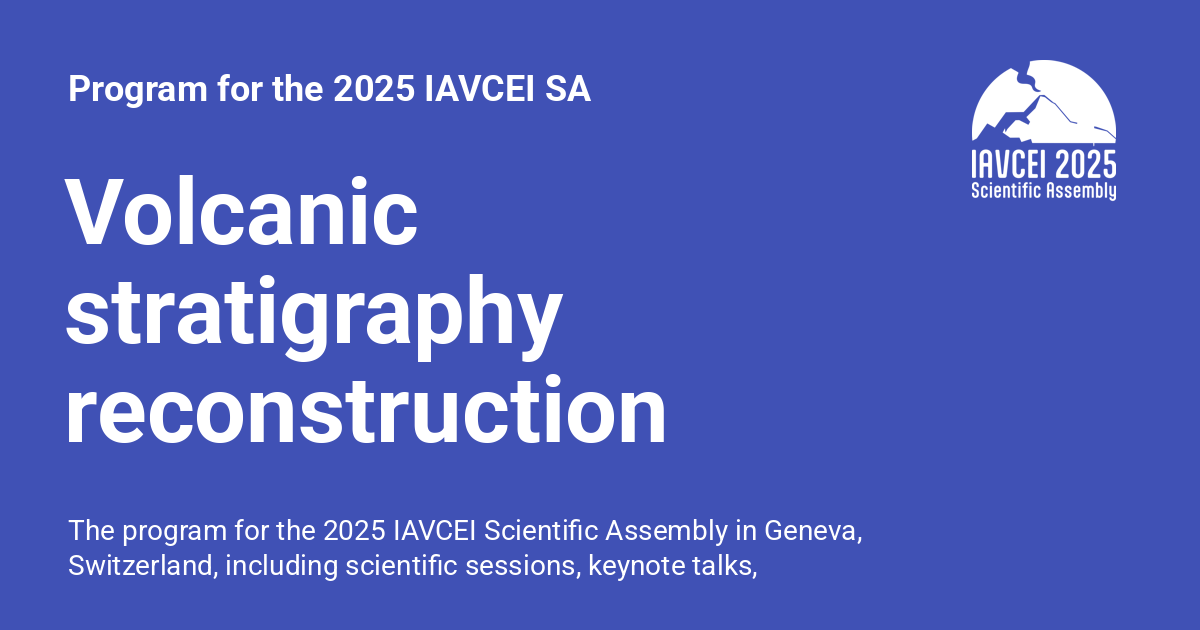 Program for the 2025 IAVCEI SA
IAVCEI 2025
Scientific Assembly
Volcanic
stratigraphy
reconstruction
The program for the 2025 IAVCEI Scientific Assembly in Geneva,
Switzerland, including scientific sessions, keynote talks,